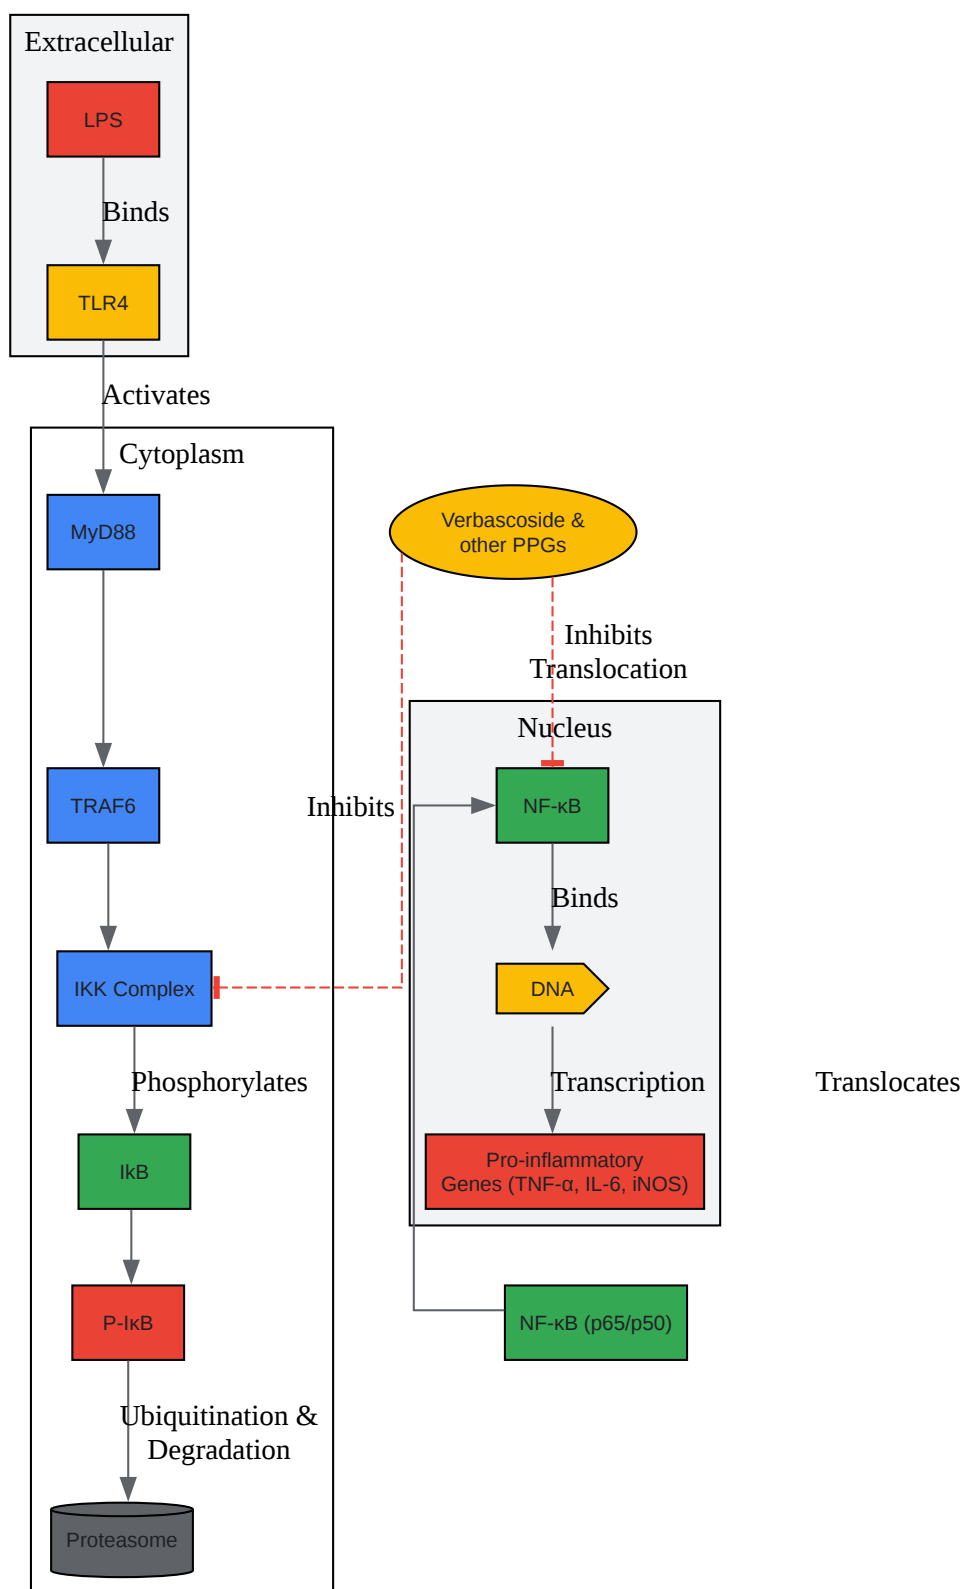 Extracellular
LPS
Binds
TLR4
Activates
Cytoplasm
MyD88
Verbascoside &
other PPGs
Inhibits
Translocation
Nucleus
TRAF6
Inhibits
NF-κB
Binds
IKK Complex
DNA
Phosphorylates
Transcription
Translocates
IkB
Pro-inflammatory
Genes (TNF-α, IL-6, iNOS)
P-IκB
NF-κB (p65/p50)
Ubiquitination &
Degradation
Proteasome